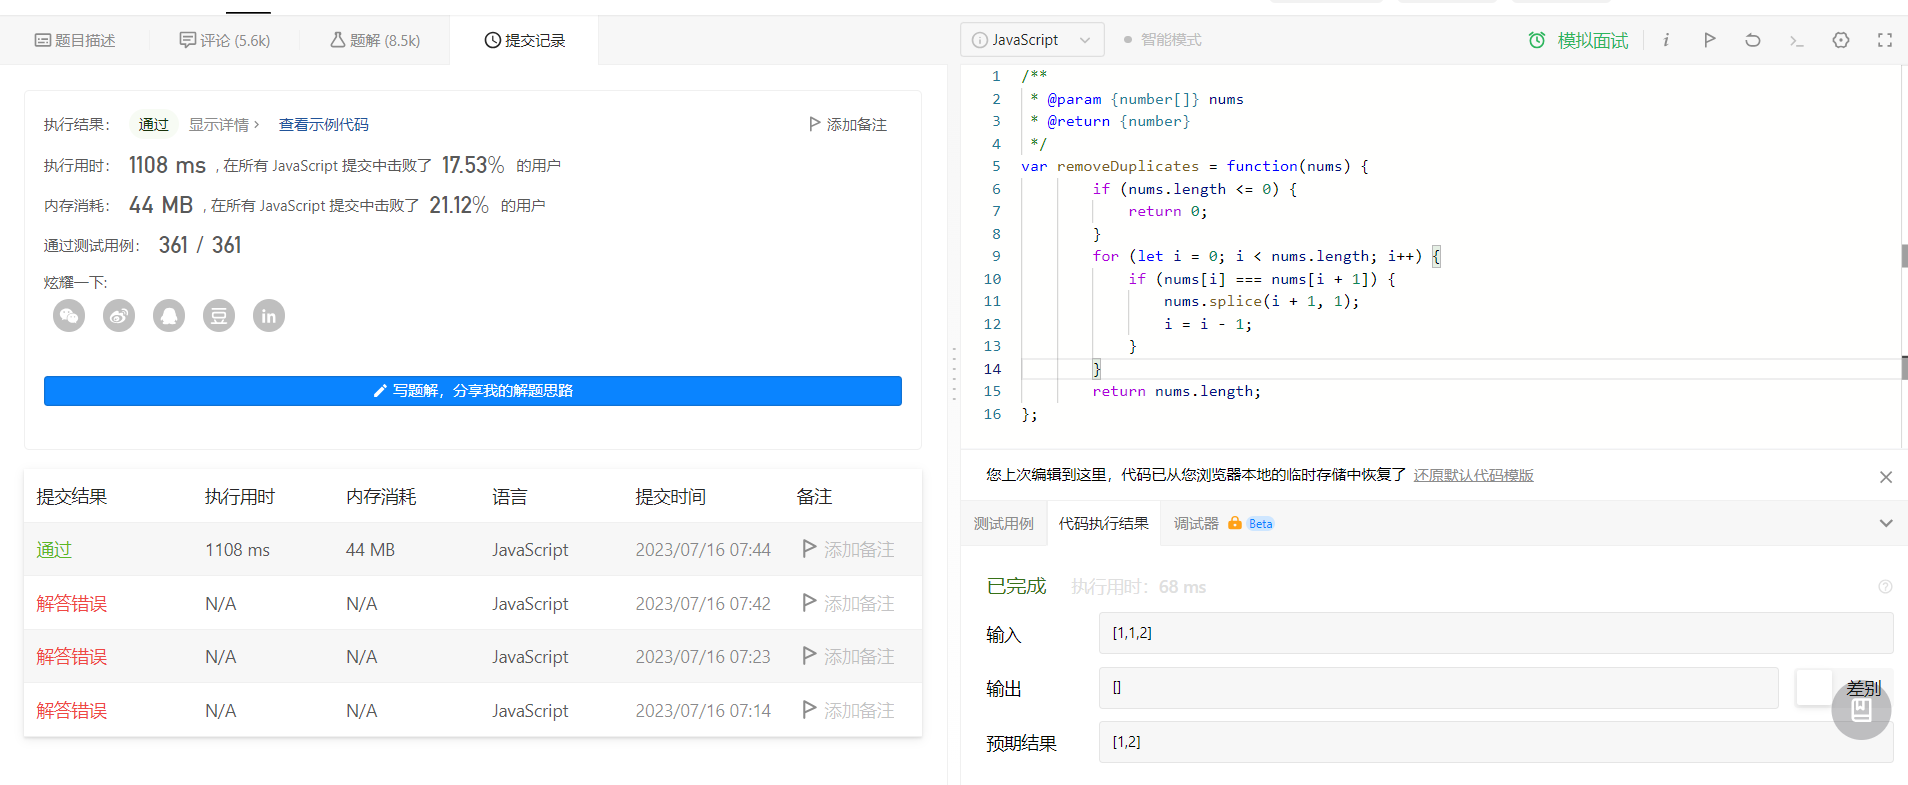 题目描述
评论 (5.6k)
题解 (8.5k)
提交记录
执行结果：
通过
显示详情 ›
查看示例代码
添加备注
执行用时：
1108 ms
, 在所有 JavaScript 提交中击败了
17.53%
的用户
内存消耗：
44 MB
, 在所有 JavaScript 提交中击败了
21.12%
的用户
通过测试用例：
361 / 361
炫耀一下:
写题解，分享我的解题思路
提交结果 执行用时 内存消耗 语言 提交时间 备注
通过 1108 ms 44 MB JavaScript 2023/07/16 07:44 添加备注
解答错误 N/A N/A JavaScript 2023/07/16 07:42 添加备注
解答错误 N/A N/A JavaScript 2023/07/16 07:23 添加备注
解答错误 N/A N/A JavaScript 2023/07/16 07:14 添加备注
JavaScript
智能模式
模拟面试
1 /**
2  * @param {number[]} nums
3  * @return {number}
4  */
5 var removeDuplicates = function(nums) {
6         if (nums.length <= 0) {
7             return 0;
8         }
9         for (let i = 0; i < nums.length; i++) {
10             if (nums[i] === nums[i + 1]) {
11                 nums.splice(i + 1, 1);
12                 i = i - 1;
13             }
14         }
15         return nums.length;
16 };
您上次编辑到这里，代码已从您浏览器本地的临时存储中恢复了 还原默认代码模版
测试用例
代码执行结果
调试器
Beta
已完成
执行用时：68 ms
输入
[1,1,2]
输出
[]
差别
预期结果
[1,2]